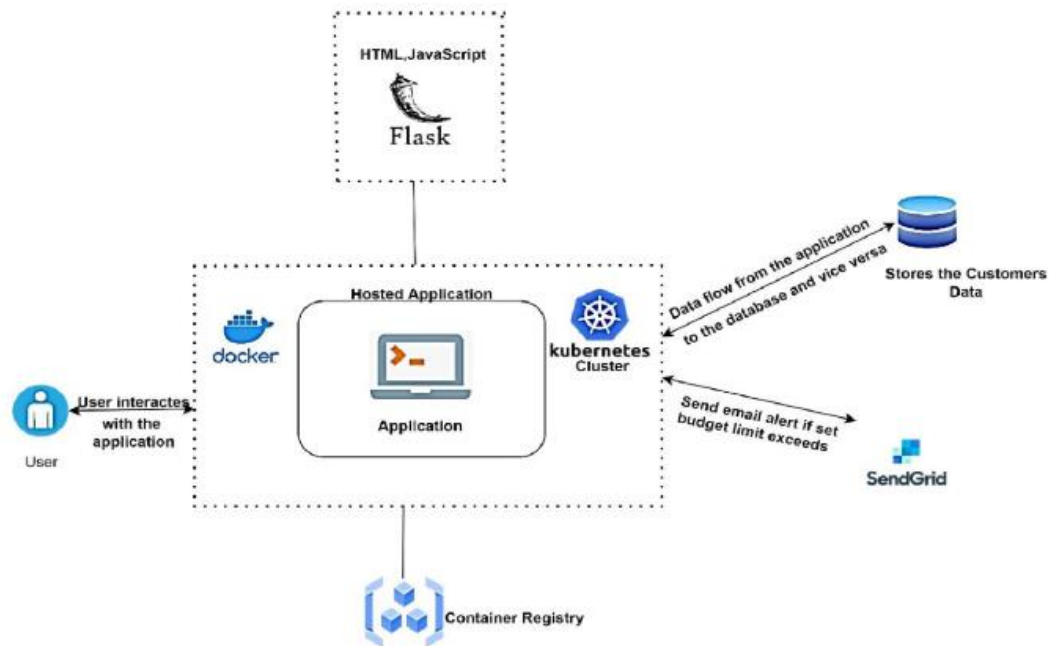 HTML,JavaScript
Flask
Hosted Application
docker
kubernetes
Cluster
Application
User interactes
with the
application
User
Data flow from the application
to the database and vice versa
Stores the Customers
Data
Send email alert if set
budget limit exceeds
SendGrid
Container Registry